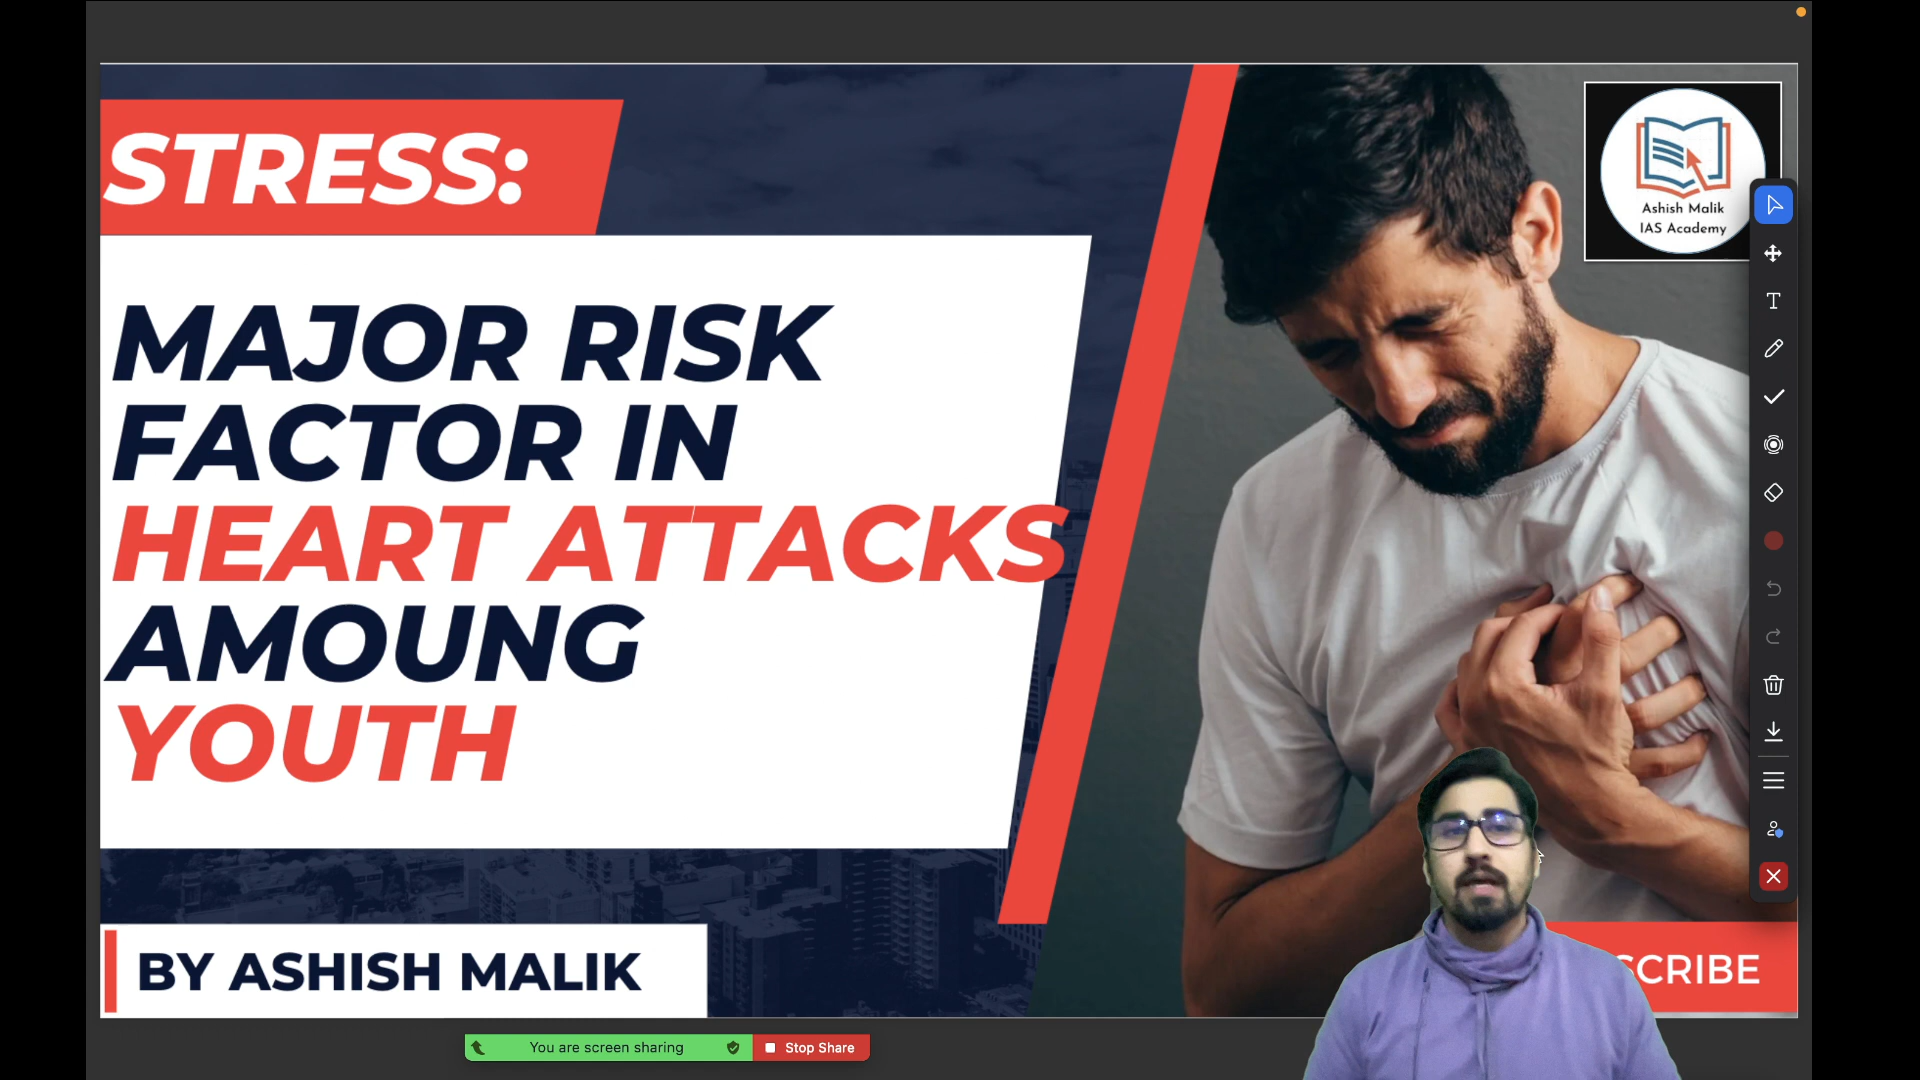 STRESS:
MAJOR RISK
FACTOR IN
HEART ATTACKS
AMOUNG
YOUTH
BY ASHISH MALIK
Ashish Malik
IAS Academy
T
SCRIBE
You are screen sharing
Stop Share